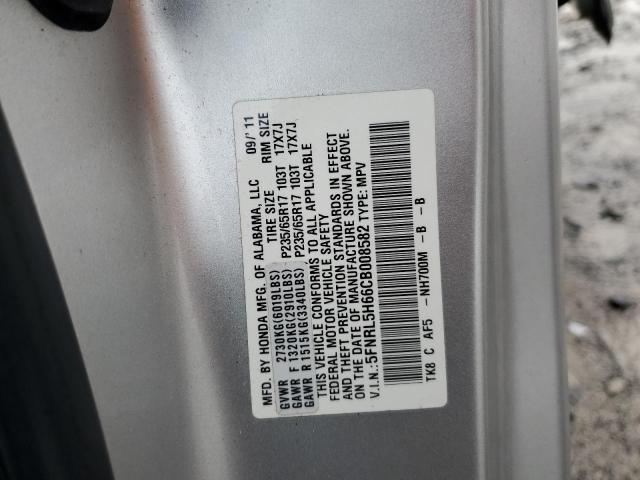 MFD. BY HONDA MFG. OF ALABAMA, LLC 09/'11
TIRE SIZE RIM SIZE
GVWR 2730KG(6019LBS)
GAWR F 1320KG(2910LBS) P235/65R17 103T 17X7J
GAWR R 1515KG(3340LBS) P235/65R17 103T 17X7J
THIS VEHICLE CONFORMS TO ALL APPLICABLE
FEDERAL MOTOR VEHICLE SAFETY
AND THEFT PREVENTION STANDARDS IN EFFECT
ON THE DATE OF MANUFACTURE SHOWN ABOVE.
V.I.N.:5FNRL5H66CB008582 TYPE: MPV
TK8 C AF5 -NH700M -B -B